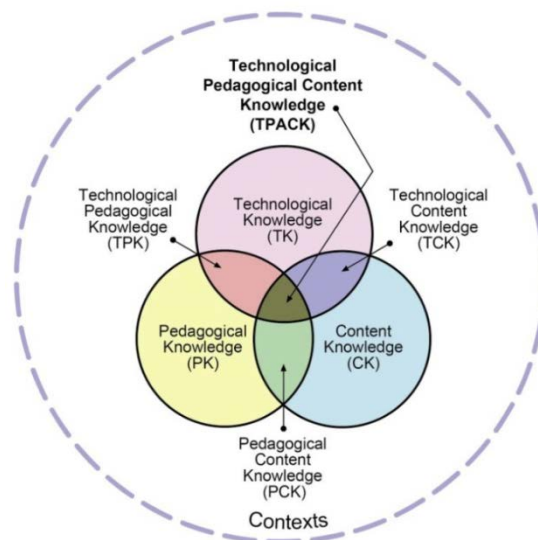 Technological
Pedagogical Content
Knowledge
(TPACK)
Technological
Pedagogical
Knowledge
(TPK)
Technological
Knowledge
(TK)
Technological
Content
Knowledge
(TCK)
Pedagogical
Knowledge
(PK)
Content
Knowledge
(CK)
Pedagogical
Content
Knowledge
(PCK)
Contexts